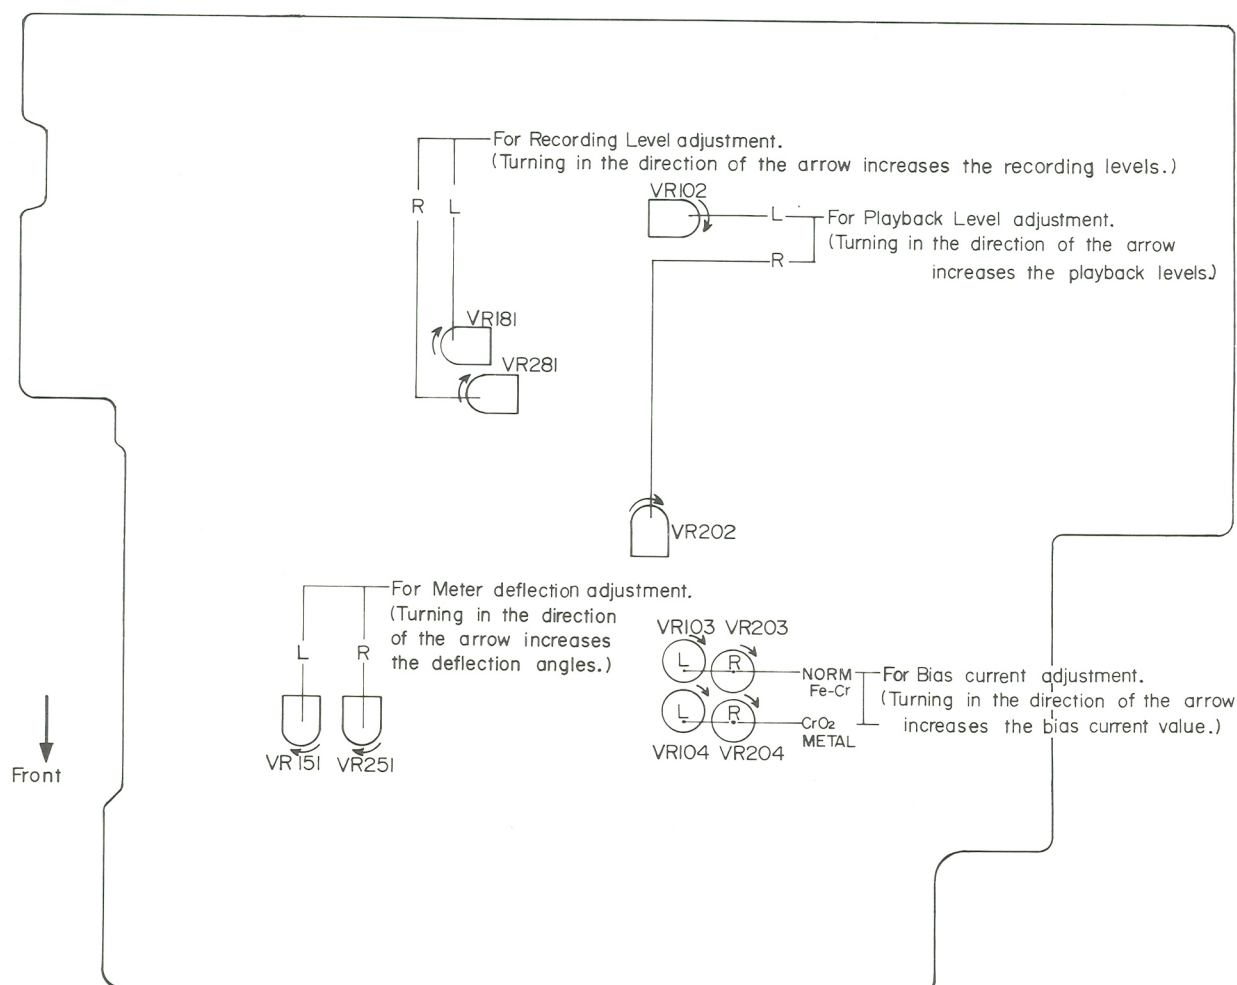 For Recording Level adjustment.
(Turning in the direction of the arrow increases the recording levels.)
R L
VR102
L
For Playback Level adjustment.
(Turning in the direction of the arrow
increases the playback levels.)
R
VR181
VR281
VR202
For Meter deflection adjustment.
(Turning in the direction
of the arrow increases
the deflection angles.)
L R
VR151 VR251
VR103 VR203
L R
NORM
Fe-Cr
L R
CrO2
METAL
VR104 VR204
For Bias current adjustment.
(Turning in the direction of the arrow
increases the bias current value.)
Front